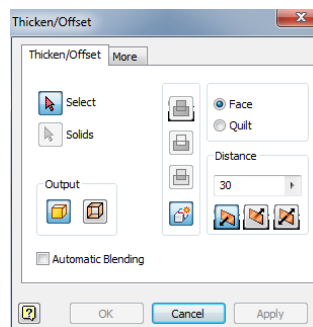 Thicken/Offset
Thicken/Offset More
Select
Solids
Face
Quilt
Distance
30
Output
Automatic Blending
OK Cancel Apply